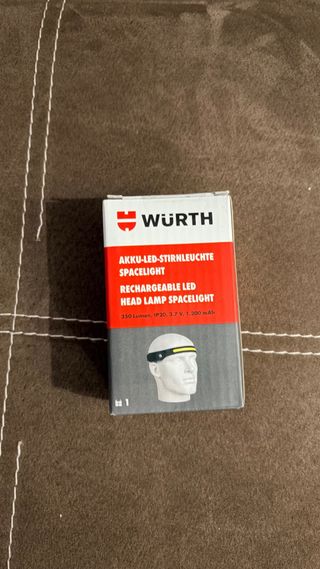 WÜRTH
AKKU-LED-STIRNLEUCHTE
SPACELIGHT
RECHARGEABLE LED
HEAD LAMP SPACELIGHT
350 Lumen, IP20, 3.7 V, 1.200 mAh
1